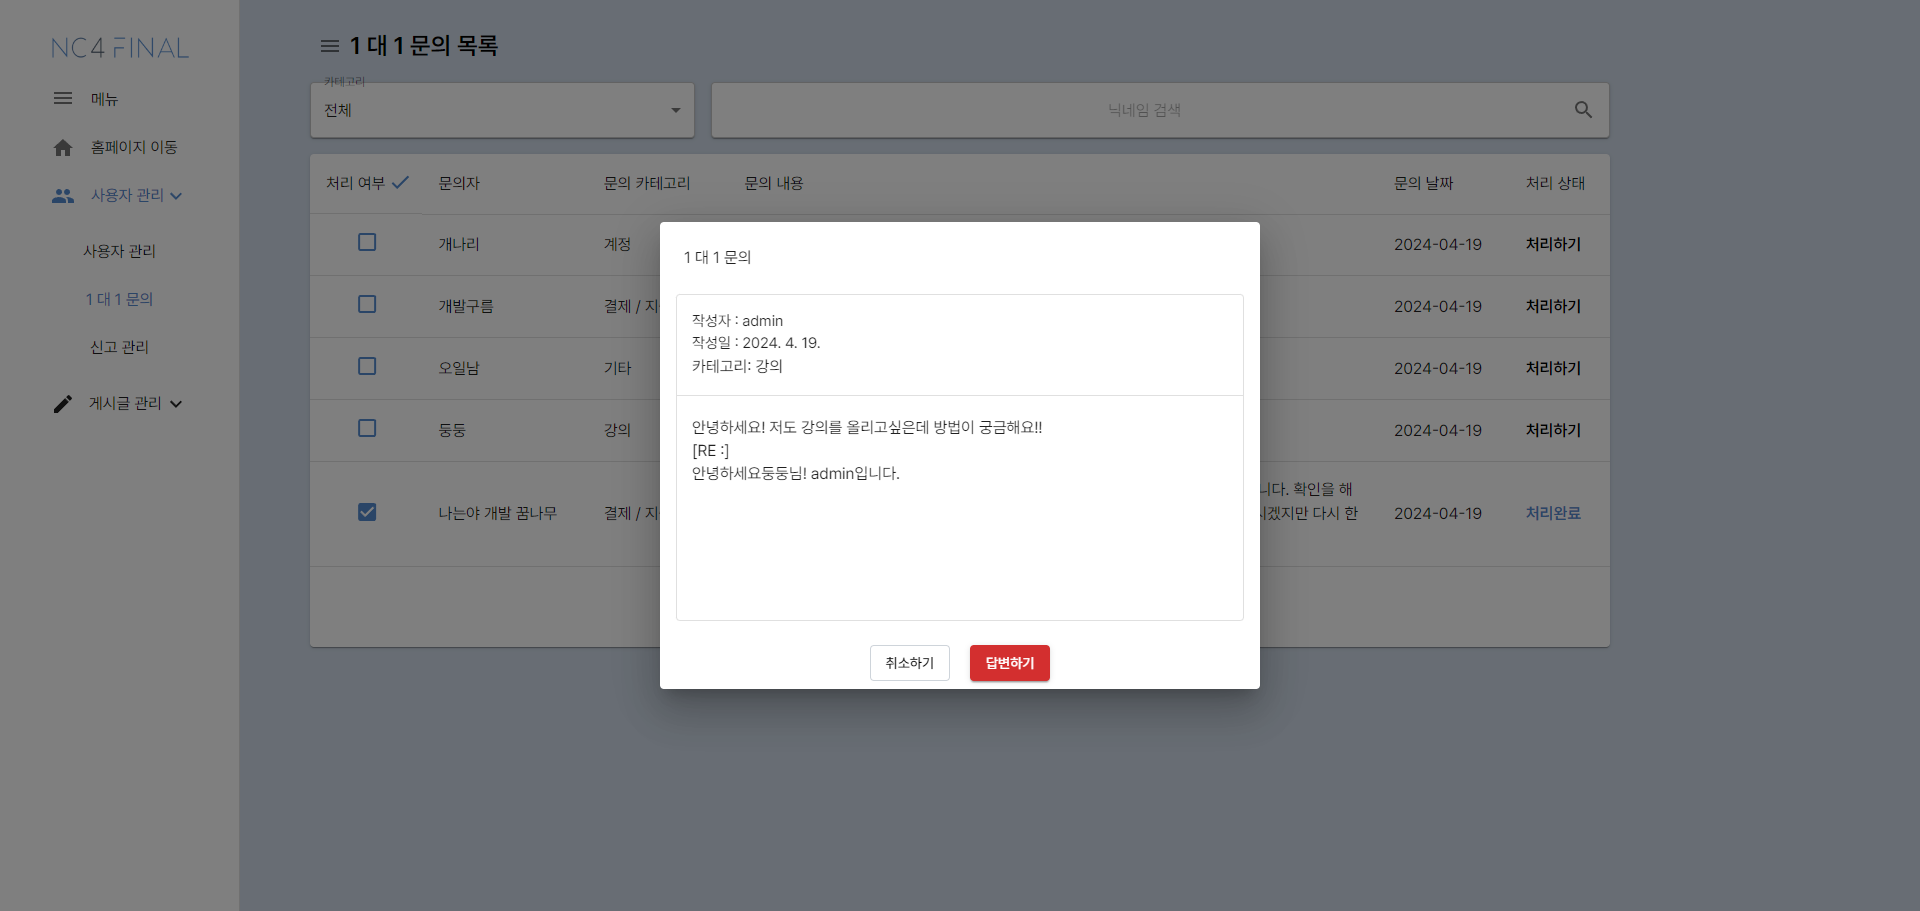 NC4 FINAL
메뉴
홈페이지 이동
사용자 관리
사용자 관리
1 대 1 문의
신고 관리
게시글 관리
1 대 1 문의 목록
카테고리
전체
닉네임 검색
처리 여부 문의자 문의 카테고리 문의 내용 문의 날짜 처리 상태
개나리 계정 2024-04-19 처리하기
개발구름 결제 / 2024-04-19 처리하기
오일남 기타 2024-04-19 처리하기
둥둥 강의 2024-04-19 처리하기
니다. 확인을 해
나는야 개발 꿈나무 결제 / 시겠지만 다시 한 2024-04-19 처리완료
1 대 1 문의
작성자 : admin
작성일 : 2024. 4. 19.
카테고리: 강의
안녕하세요! 저도 강의를 올리고싶은데 방법이 궁금해요!!
[RE :]
안녕하세요둥둥님! admin입니다.
취소하기 답변하기